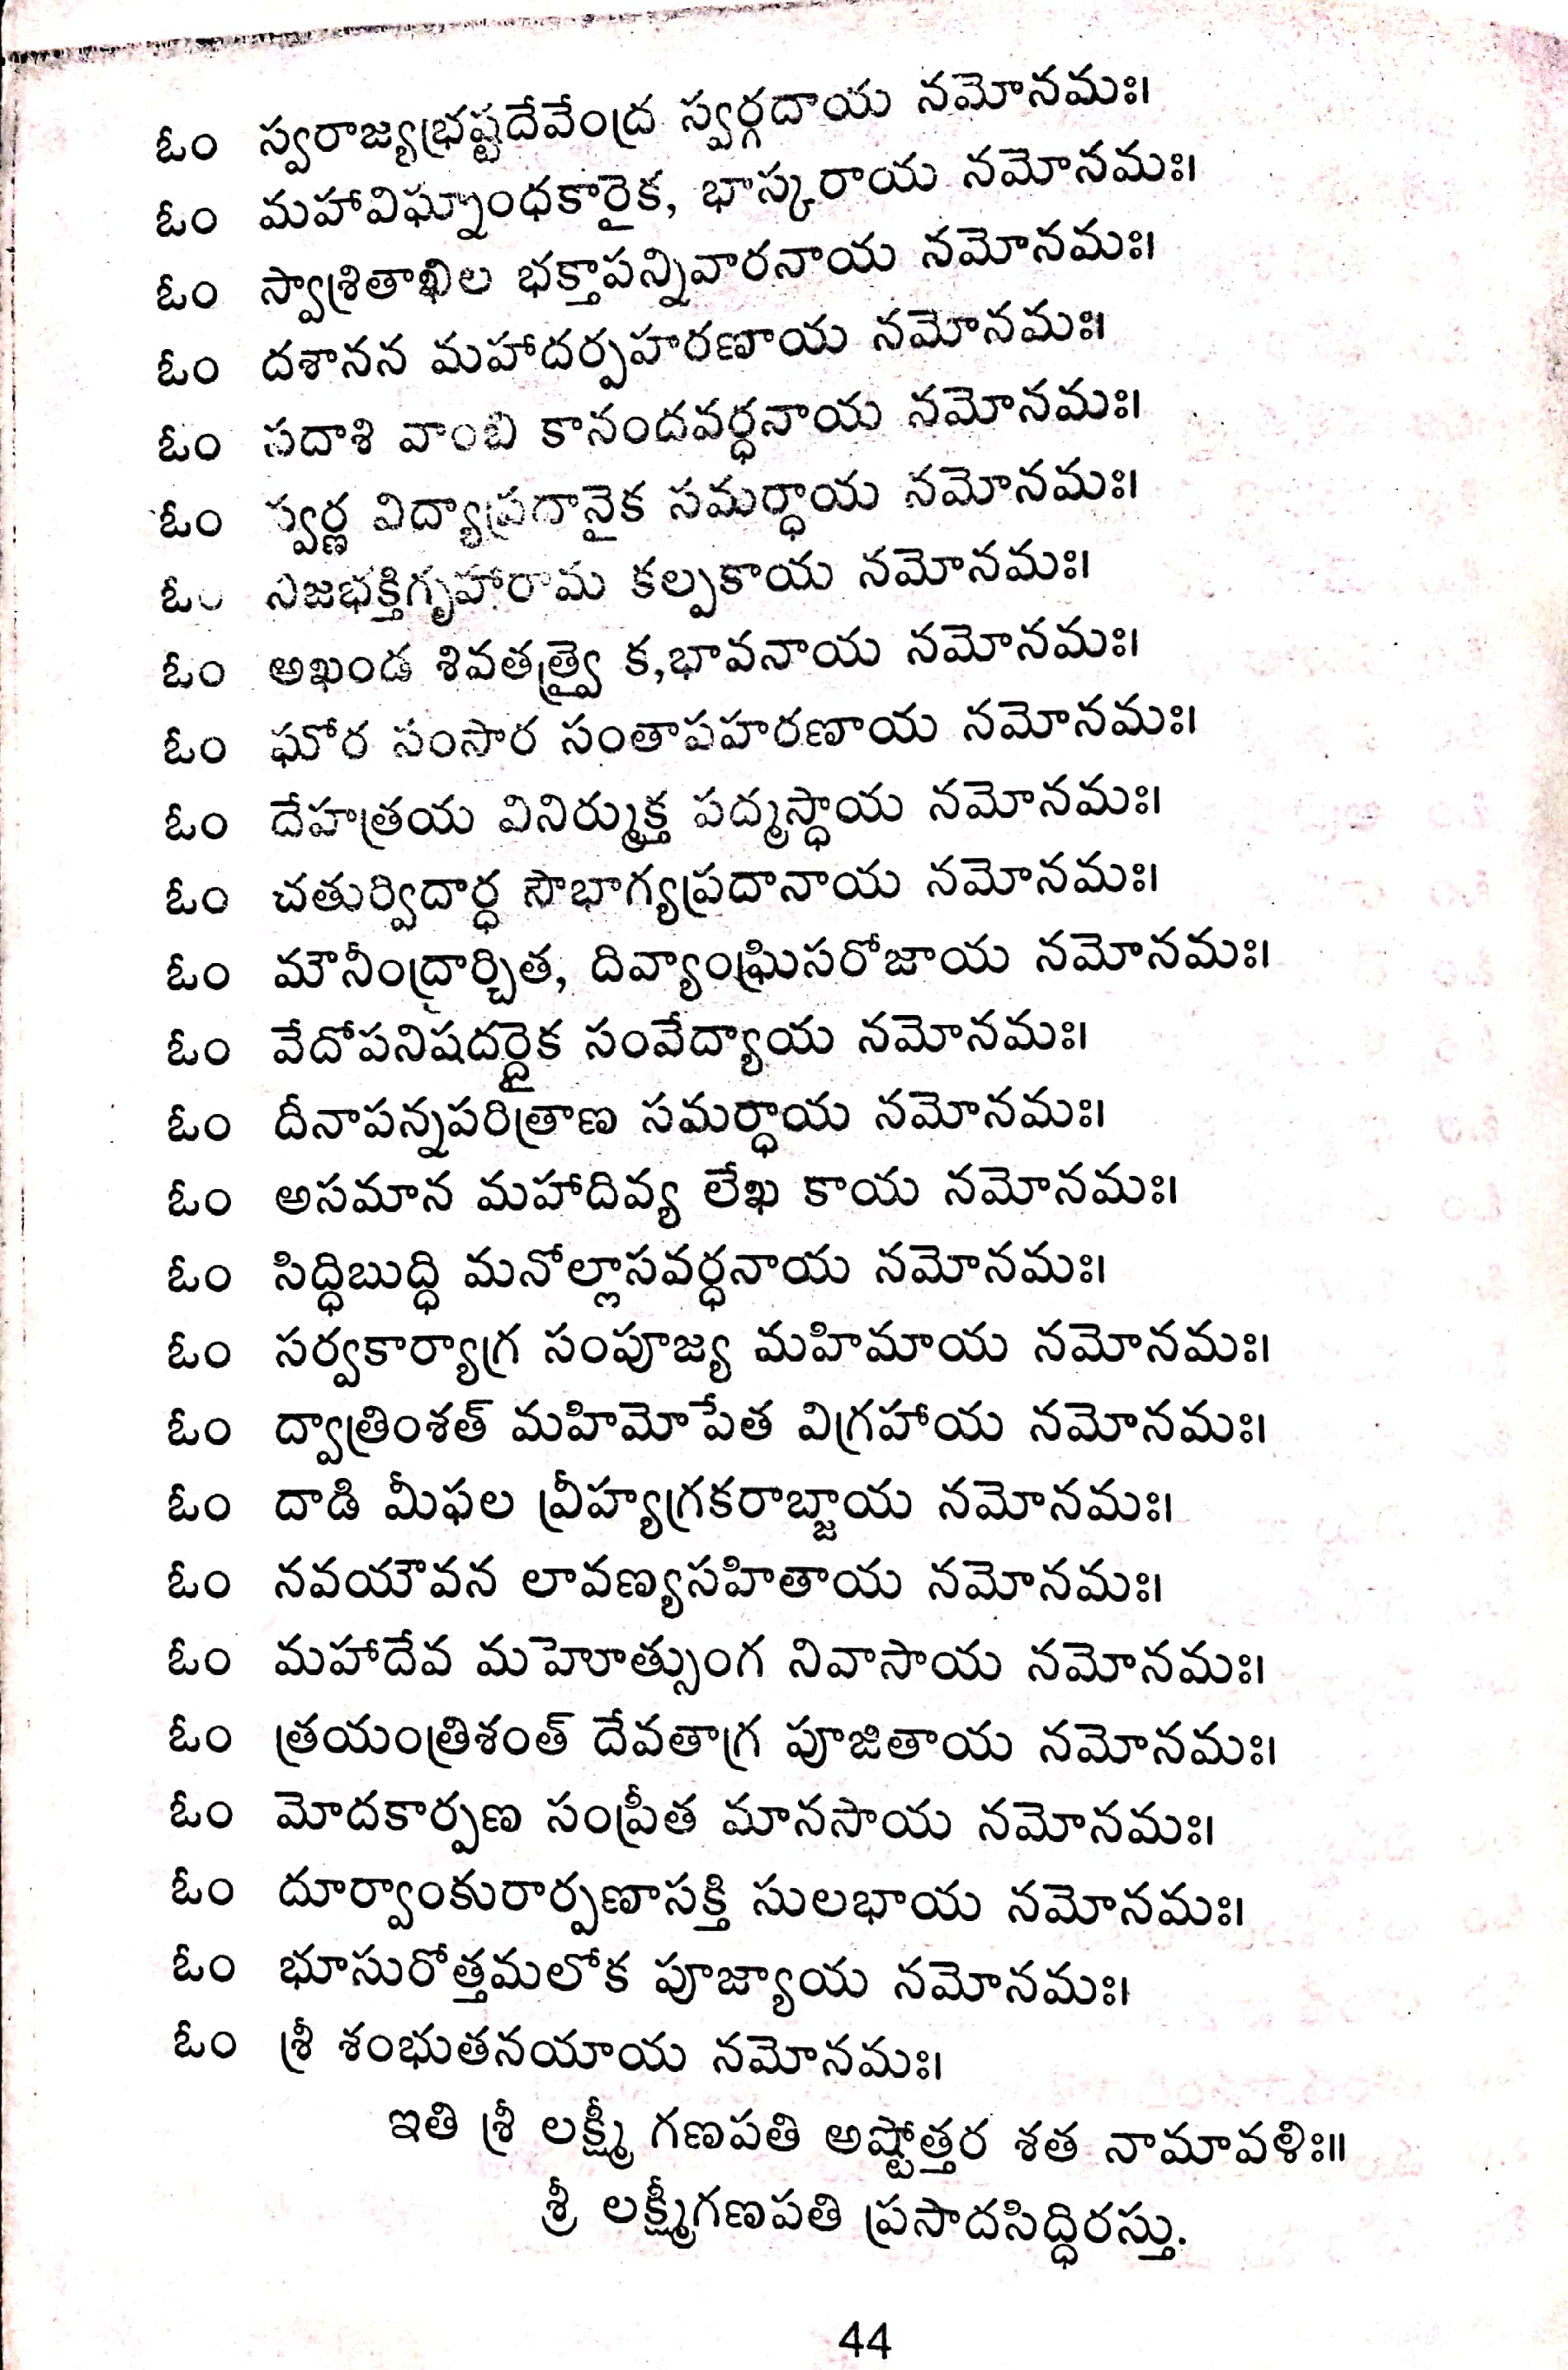 ఓం స్వరాజ్యభ్రష్టదేవేంద్ర స్వర్గదాయ నమోనమః।
ఓం మహావిఘ్నాంధకారైక, భాస్కరాయ నమోనమః।
ఓం స్వాశ్రితాఖిల భక్తాపన్నివారనాయ నమోనమః।
ఓం దశానన మహాదర్పహరణాయ నమోనమః।
ఓం సదాశి వాంబి కానందవర్ధనాయ నమోనమః।
ఓం స్వర్ణ విద్యాప్రదానైక సమర్ధాయ నమోనమః।
ఓం నిజభక్తిగృహారామ కల్పకాయ నమోనమః।
ఓం అఖండ శివతత్త్వై క,భావనాయ నమోనమః।
ఓం ఘోర సంసార సంతాపహరణాయ నమోనమః।
ఓం దేహత్రయ వినిర్ముక్త పద్మస్ధాయ నమోనమః।
ఓం చతుర్విదార్ధ సౌభాగ్యప్రదానాయ నమోనమః।
ఓం మౌనీంద్రార్చిత, దివ్యాంఘ్రిసరోజాయ నమోనమః।
ఓం వేదోపనిషదర్దైక సంవేద్యాయ నమోనమః।
ఓం దీనాపన్నపరిత్రాణ సమర్ధాయ నమోనమః।
ఓం అసమాన మహాదివ్య లేఖ కాయ నమోనమః।
ఓం సిద్ధిబుద్ధి మనోల్లాసవర్ధనాయ నమోనమః।
ఓం సర్వకార్యాగ్ర సంపూజ్య మహిమాయ నమోనమః।
ఓం ద్వాత్రింశత్ మహిమోపేత విగ్రహాయ నమోనమః।
ఓం దాడి మీఫల వ్రీహ్యగ్రకరాబ్జాయ నమోనమః।
ఓం నవయౌవన లావణ్యసహితాయ నమోనమః।
ఓం మహాదేవ మహెూత్సుంగ నివాసాయ నమోనమః।
ఓం త్రయంత్రిశంత్ దేవతాగ్ర పూజితాయ నమోనమః।
ఓం మోదకార్పణ సంప్రీత మానసాయ నమోనమః।
ఓం దూర్వాంకురార్పణాసక్తి సులభాయ నమోనమః।
ఓం భూసురోత్తమలోక పూజ్యాయ నమోనమః।
ఓం శ్రీ శంభుతనయాయ నమోనమః।
ఇతి శ్రీ లక్ష్మీ గణపతి అష్టోత్తర శత నామావళిః॥
శ్రీ లక్ష్మీగణపతి ప్రసాదసిద్ధిరస్తు.
44